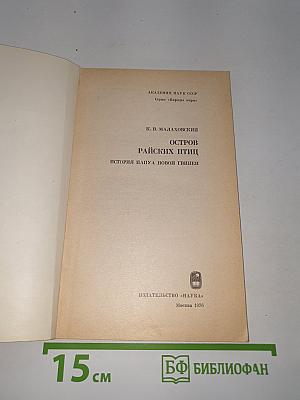 АКАДЕМИЯ НАУК СССР
Серия «Страны мира»
К. В. МАЛАХОВСКИЙ
ОСТРОВ
РАЙСКИХ ПТИЦ
ИСТОРИЯ ПАПУА НОВОЙ ГВИНЕИ
ИЗДАТЕЛЬСТВО «НАУКА»
Москва 1976
15 см
БФ БИБЛИОФАН